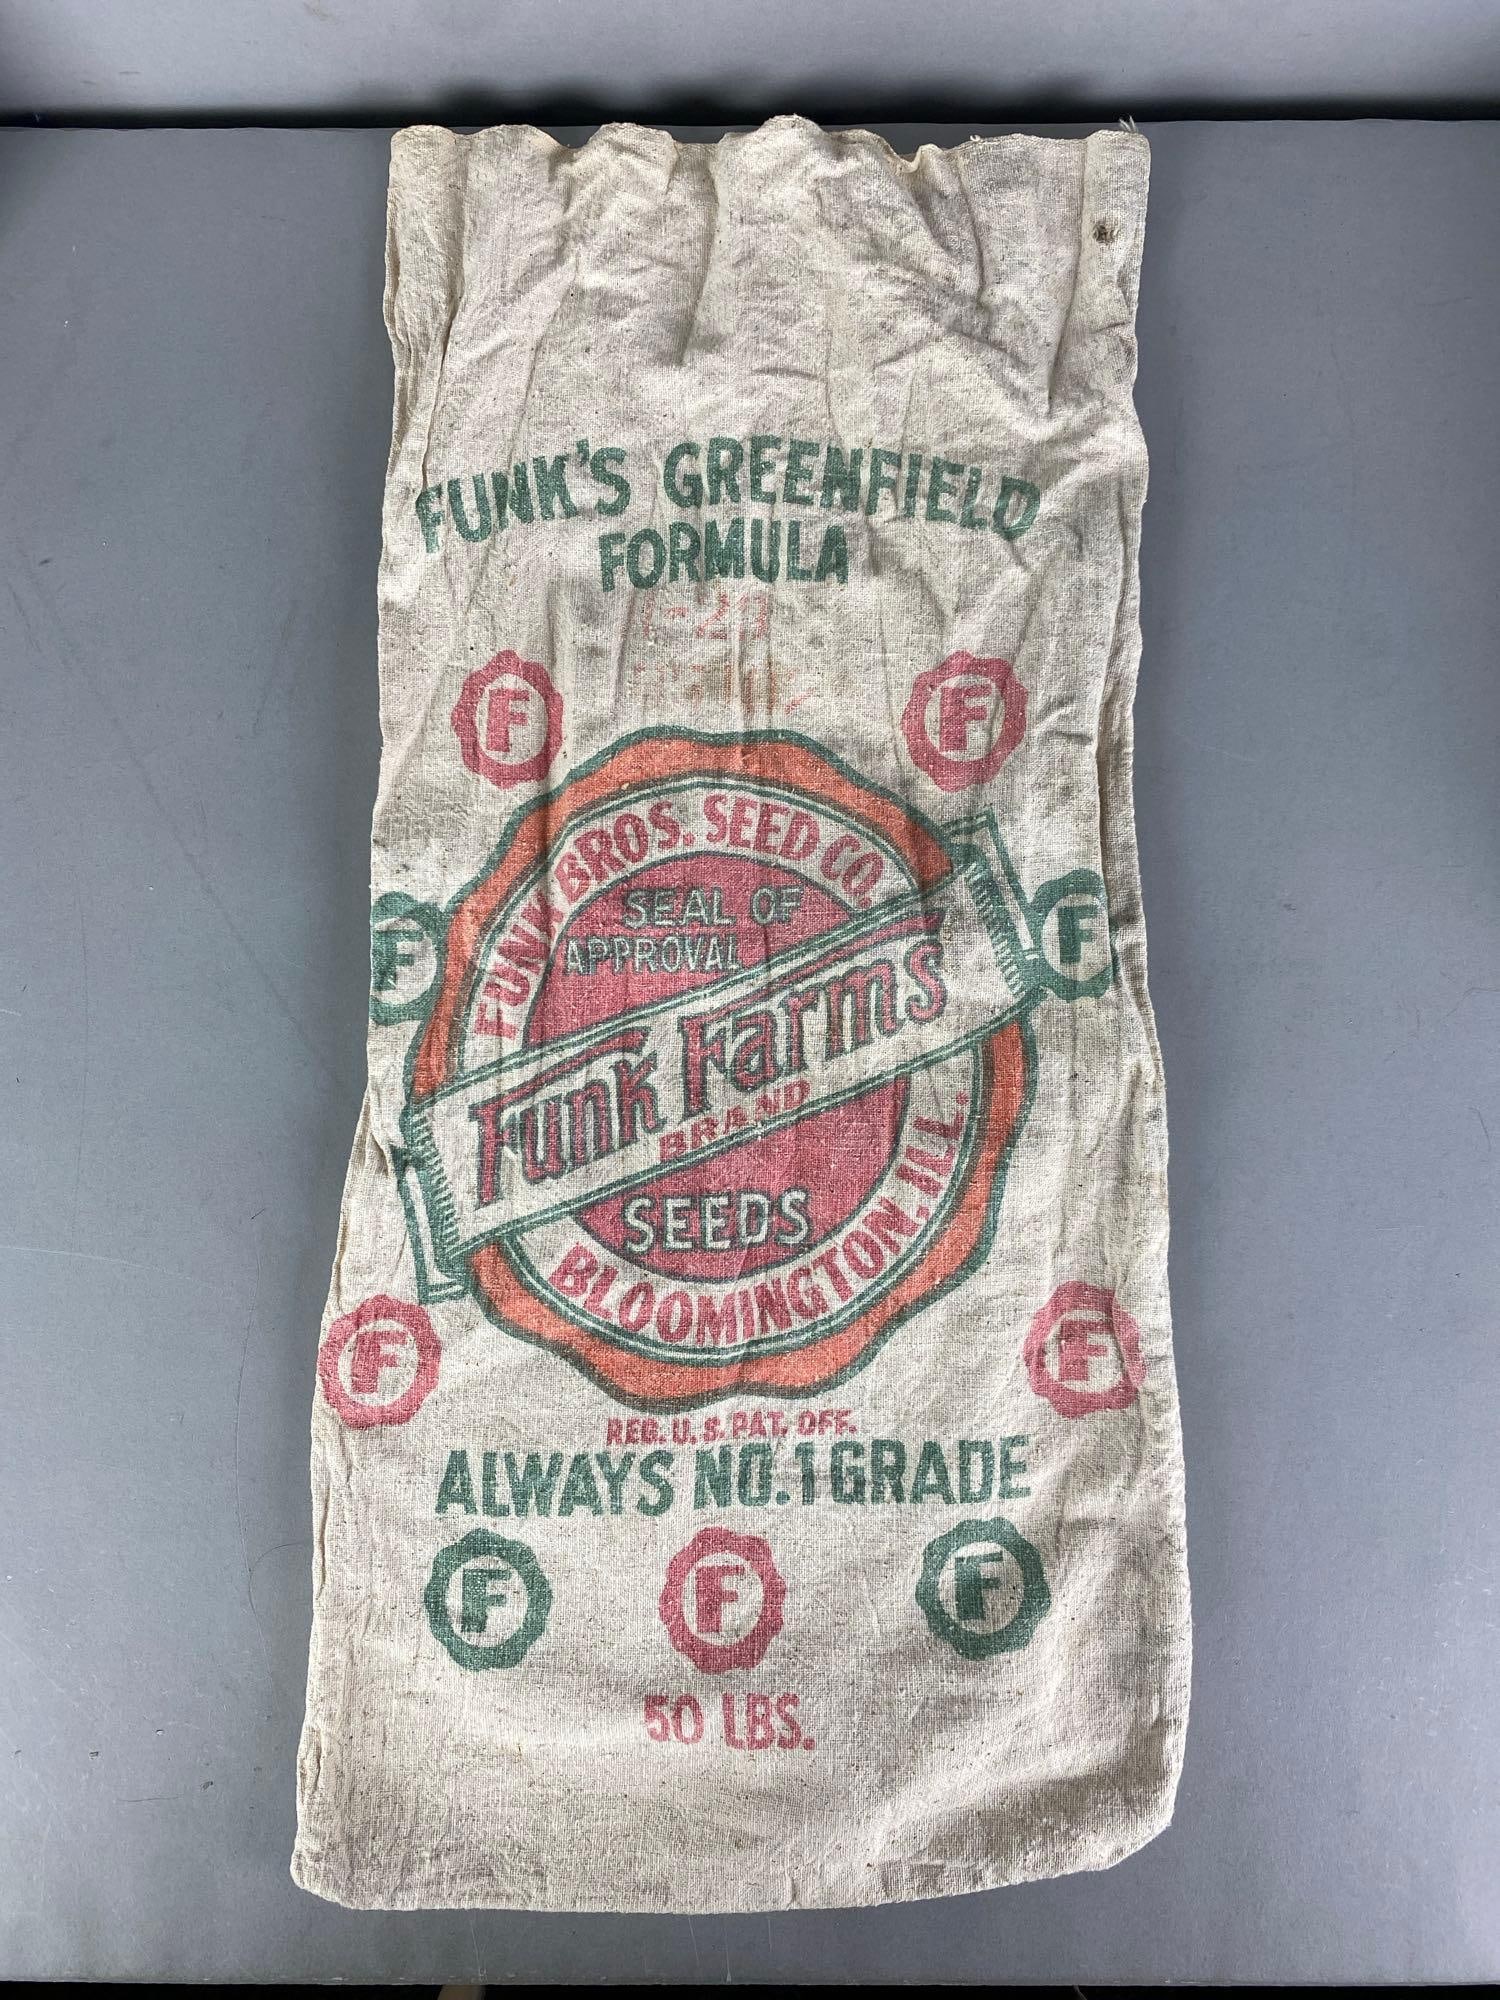 FUNK'S GREENFIELD
FORMULA
F F
FUNK BROS. SEED CO.
SEAL OF
APPROVAL
F F
Funk Farms
BRAND
SEEDS
BLOOMINGTON, ILL.
F F
REG. U. S. PAT. OFF.
ALWAYS NO. 1 GRADE
F F F
50 LBS.